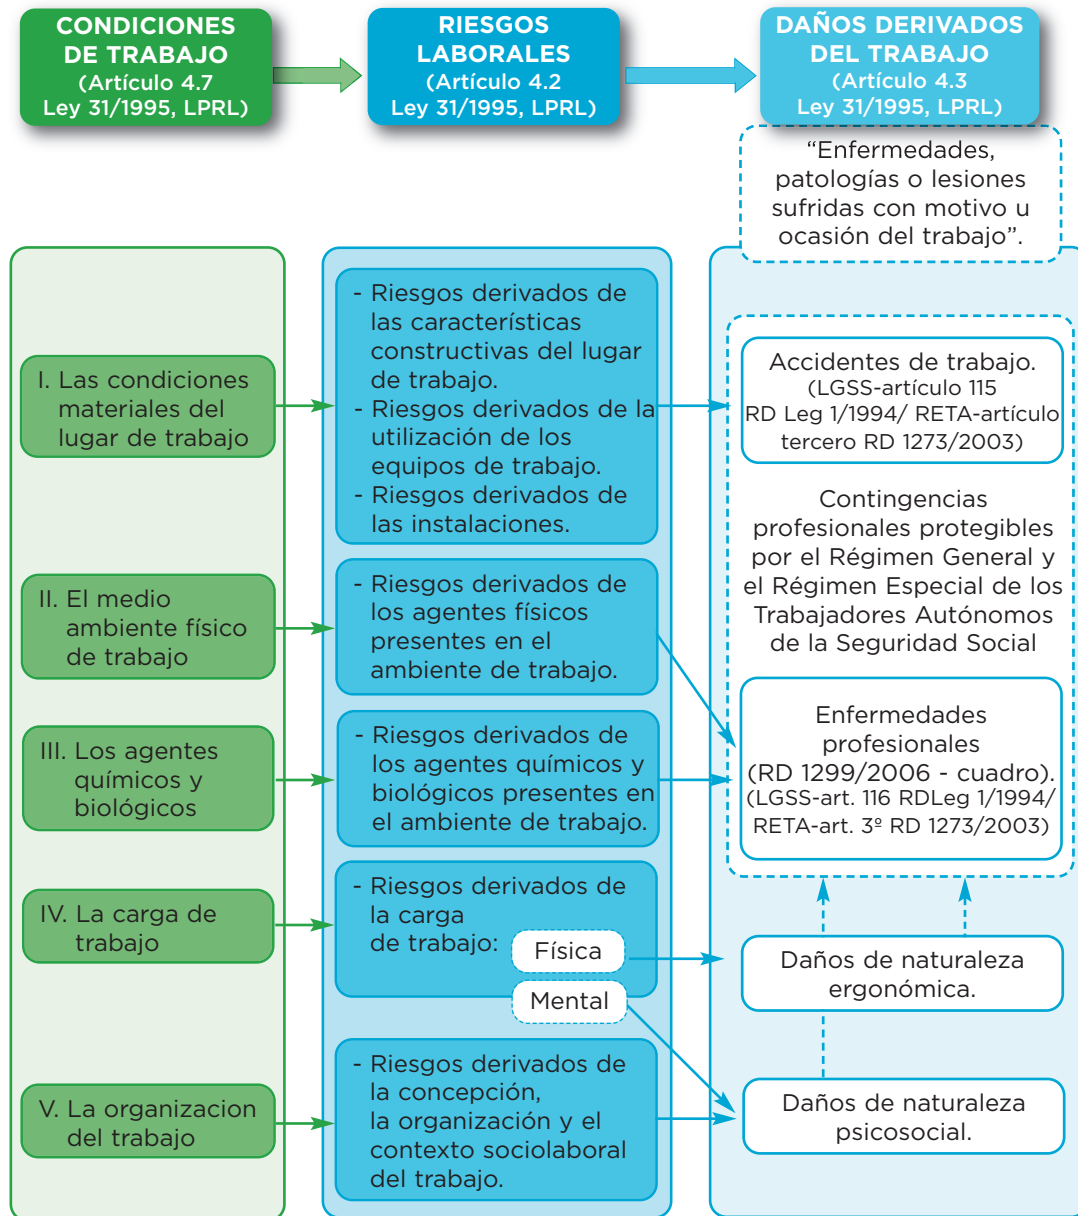 CONDICIONES
DE TRABAJO
(Artículo 4.7
Ley 31/1995, LPRL)
RIESGOS
LABORALES
(Artículo 4.2
Ley 31/1995, LPRL)
DAÑOS DERIVADOS
DEL TRABAJO
(Artículo 4.3
Ley 31/1995, LPRL)
“Enfermedades,
patologías o lesiones
sufridas con motivo u
ocasión del trabajo”.
I. Las condiciones
materiales del
lugar de trabajo
- Riesgos derivados de
las características
constructivas del lugar
de trabajo.
- Riesgos derivados de la
utilización de los
equipos de trabajo.
- Riesgos derivados de
las instalaciones.
Accidentes de trabajo.
(LGSS-artículo 115
RD Leg 1/1994/ RETA-artículo
tercero RD 1273/2003)
Contingencias
profesionales protegibles
por el Régimen General y
el Régimen Especial de los
Trabajadores Autónomos
de la Seguridad Social
II. El medio
ambiente físico
de trabajo
- Riesgos derivados de
los agentes físicos
presentes en el
ambiente de trabajo.
III. Los agentes
químicos y
biológicos
- Riesgos derivados de
los agentes químicos y
biológicos presentes en
el ambiente de trabajo.
Enfermedades
profesionales
(RD 1299/2006 - cuadro).
(LGSS-art. 116 RDLeg 1/1994/
RETA-art. 3º RD 1273/2003)
IV. La carga de
trabajo
- Riesgos derivados de
la carga
de trabajo:
Física
Mental
Daños de naturaleza
ergonómica.
V. La organizacion
del trabajo
- Riesgos derivados de
la concepción,
la organización y el
contexto sociolaboral
del trabajo.
Daños de naturaleza
psicosocial.